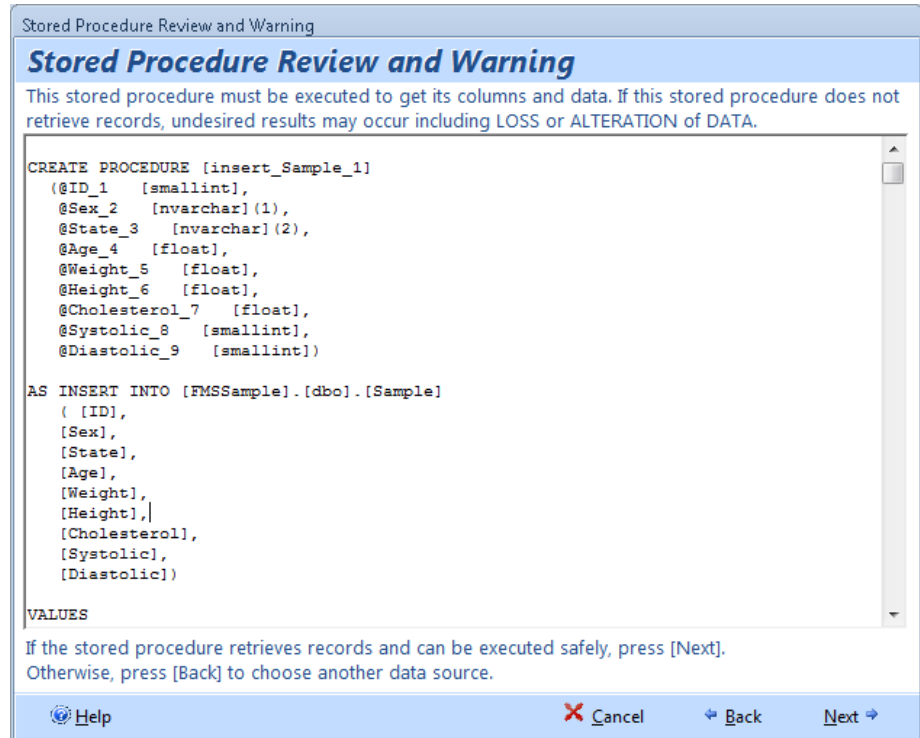 Stored Procedure Review and Warning
Stored Procedure Review and Warning
This stored procedure must be executed to get its columns and data. If this stored procedure does not
retrieve records, undesired results may occur including LOSS or ALTERATION of DATA.
CREATE PROCEDURE [insert_Sample_1]
(@ID_1 [smallint],
@Sex_2 [nvarchar](1),
@State_3 [nvarchar](2),
@Age_4 [float],
@Weight_5 [float],
@Height_6 [float],
@Cholesterol_7 [float],
@Systolic_8 [smallint],
@Diastolic_9 [smallint])
AS INSERT INTO [FMSSample].[dbo].[Sample]
( [ID],
[Sex],
[State],
[Age],
[Weight],
[Height],
[Cholesterol],
[Systolic],
[Diastolic])
VALUES
If the stored procedure retrieves records and can be executed safely, press [Next].
Otherwise, press [Back] to choose another data source.
Help Cancel Back Next